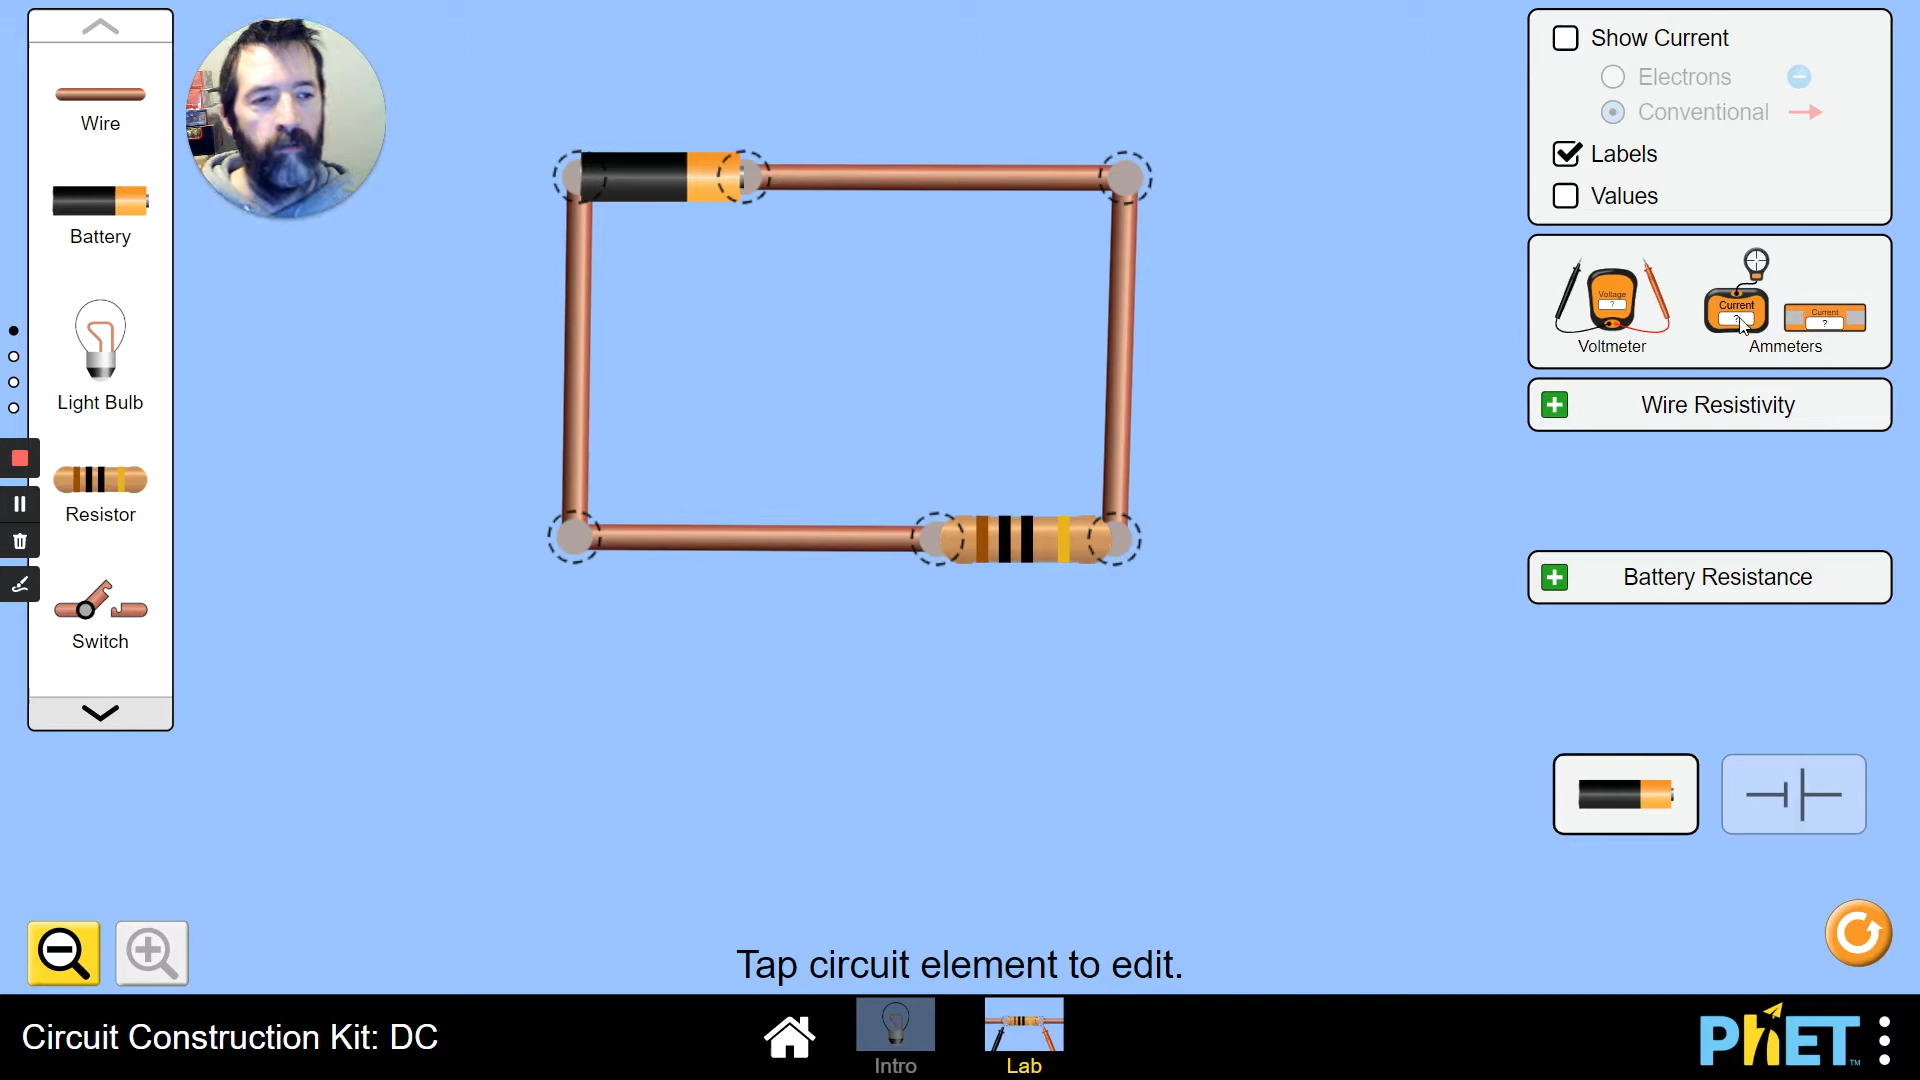 Wire
Battery
Light Bulb
Resistor
Switch
Show Current
Electrons
Conventional
Labels
Values
Voltage
?
Current
?
Current
?
Voltmeter
Ammeters
Wire Resistivity
Battery Resistance
Tap circuit element to edit.
Circuit Construction Kit: DC
Intro
Lab
PhET™